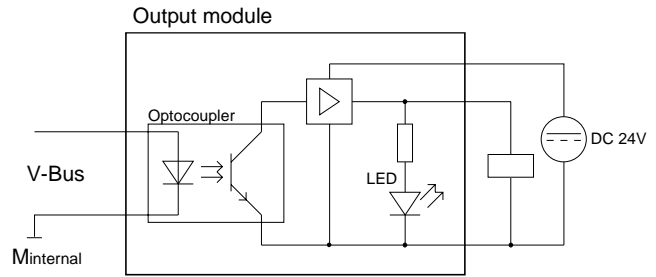 Output module
Optocoupler
DC 24V
V-Bus
LED
Minternal